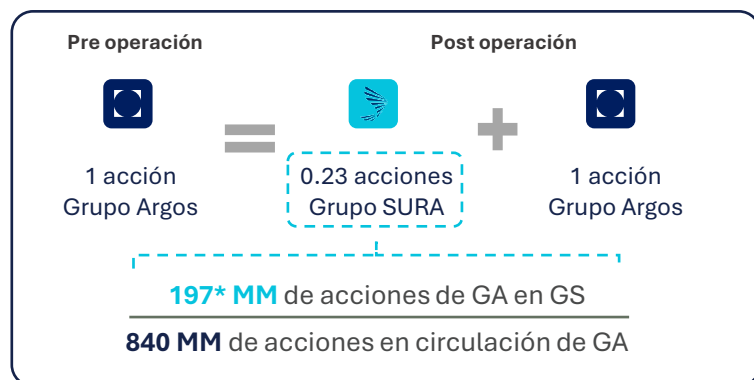 Pre operación
Post operación
=
+
1 acción
Grupo Argos
0.23 acciones
Grupo SURA
1 acción
Grupo Argos
197* MM de acciones de GA en GS
840 MM de acciones en circulación de GA